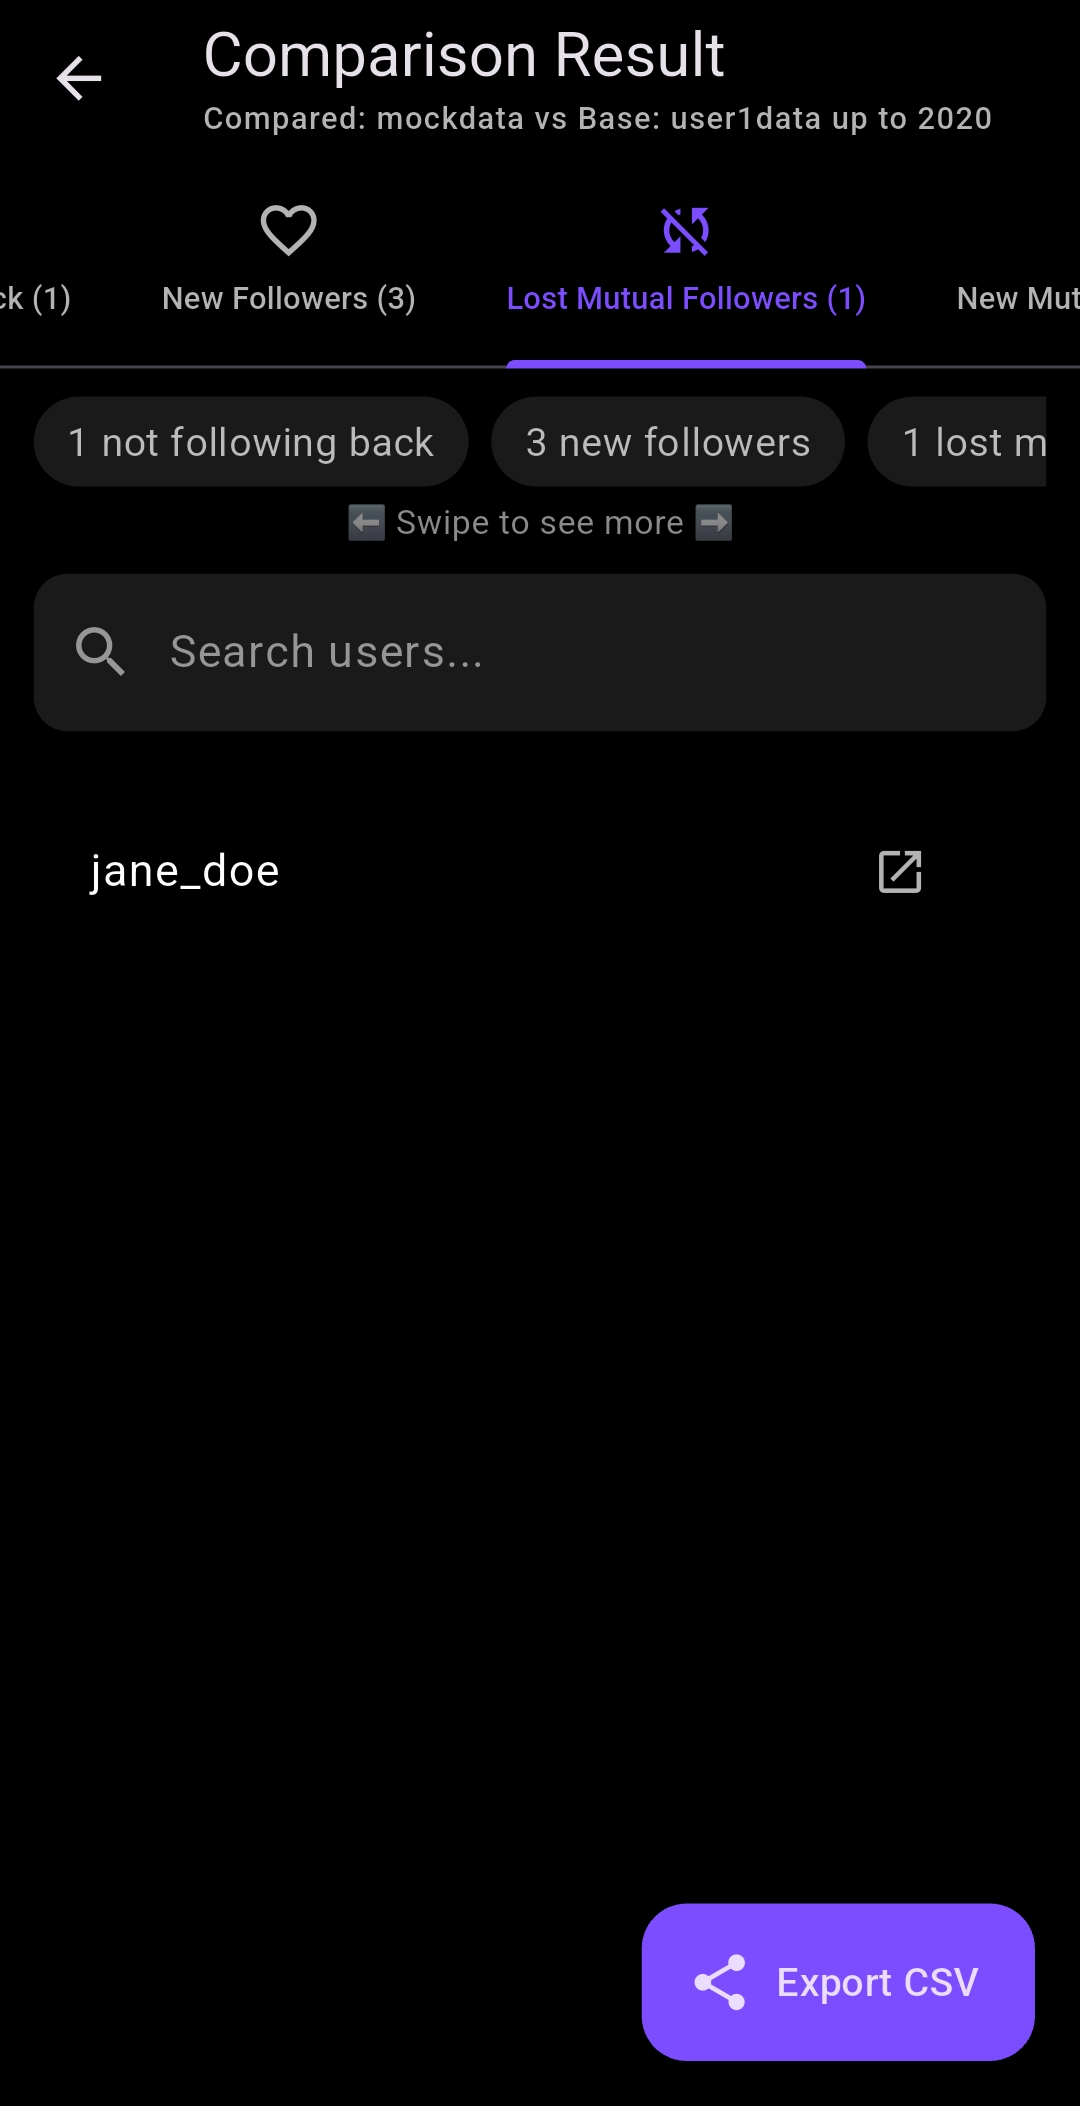 Comparison Result
Compared: mockdata vs Base: user1data up to 2020
ck (1)
New Followers (3)
Lost Mutual Followers (1)
New Mut
1 not following back
3 new followers
1 lost m
⬅️ Swipe to see more ➡️
Search users...
jane_doe
Export CSV